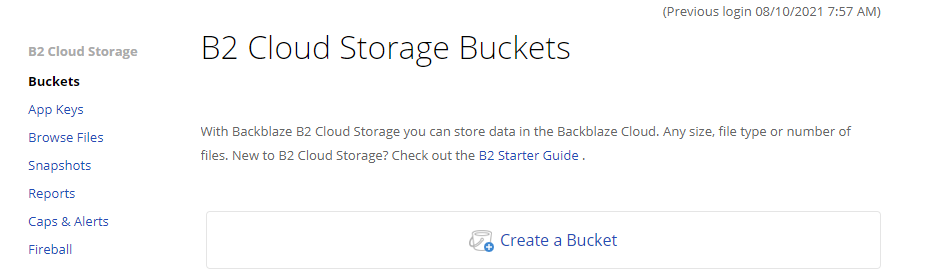 (Previous login 08/10/2021 7:57 AM)
B2 Cloud Storage
Buckets
App Keys
Browse Files
Snapshots
Reports
Caps & Alerts
Fireball
B2 Cloud Storage Buckets
With Backblaze B2 Cloud Storage you can store data in the Backblaze Cloud. Any size, file type or number of
files. New to B2 Cloud Storage? Check out the B2 Starter Guide .
Create a Bucket